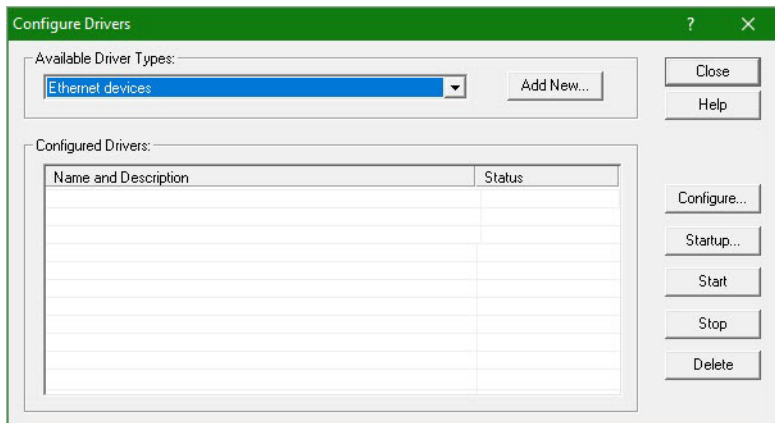 Configure Drivers ? ×
Available Driver Types:
Ethernet devices
Add New...
Close
Help
Configured Drivers:
Name and Description Status
Configure...
Startup...
Start
Stop
Delete